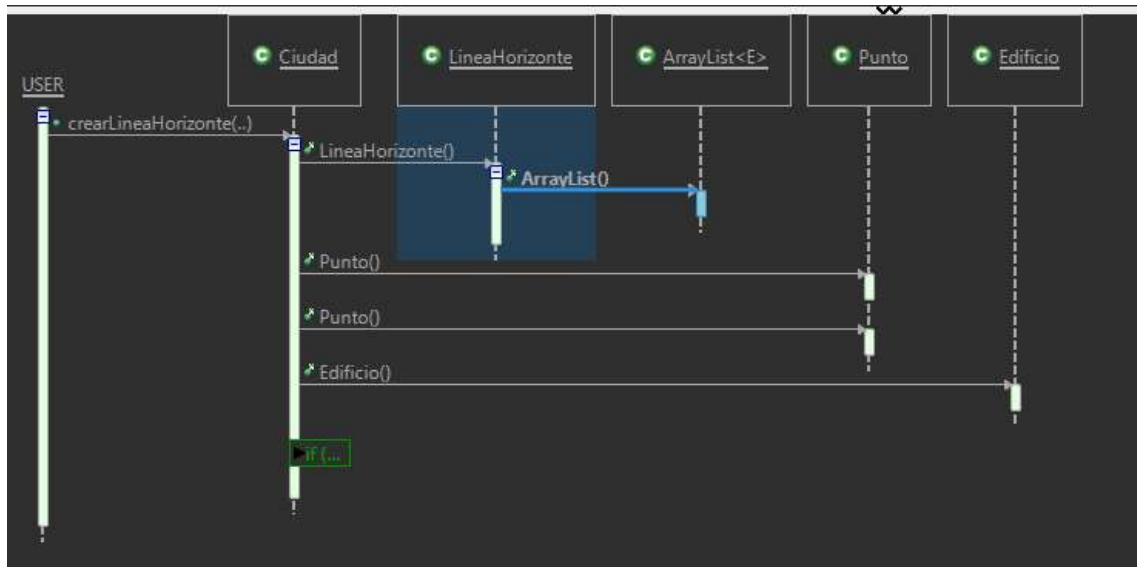 Ciudad
LineaHorizonte
ArrayList<E>
Punto
Edificio
USER
crearLineaHorizonte(..)
LineaHorizonte()
ArrayList()
Punto()
Punto()
Edificio()
if (...